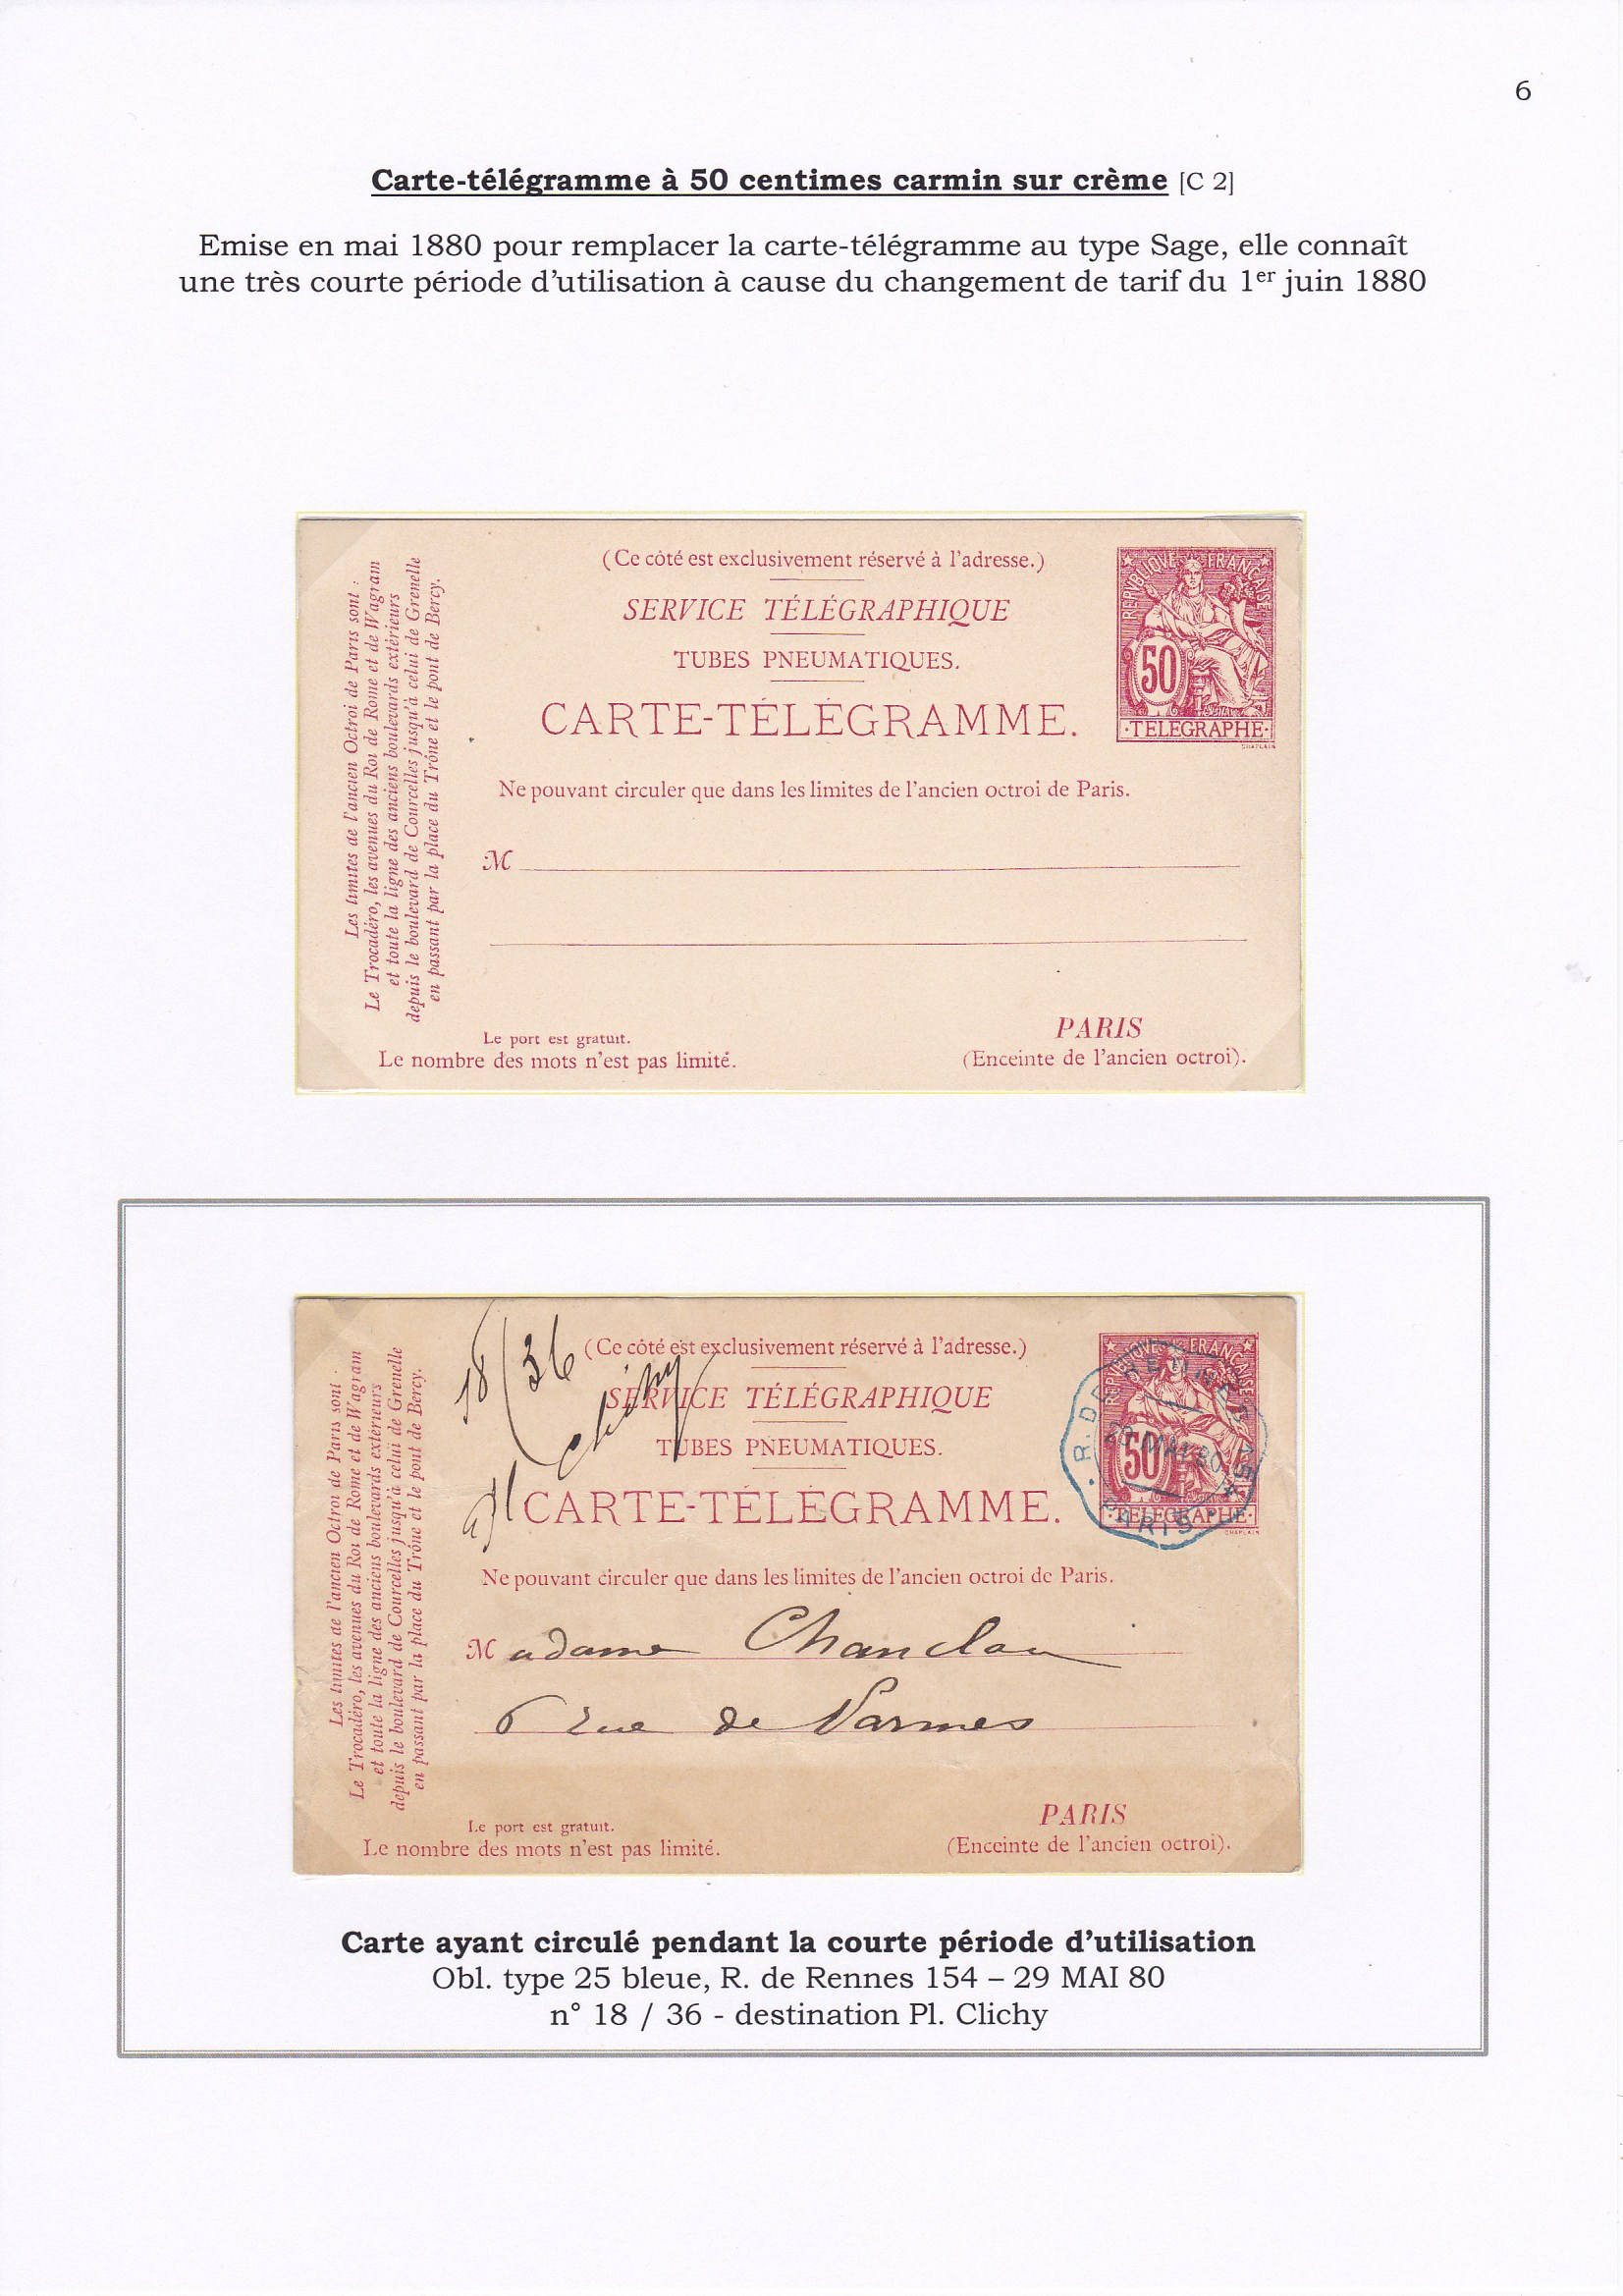 6
Carte-télégramme à 50 centimes carmin sur crème [C 2]
Emise en mai 1880 pour remplacer la carte-télégramme au type Sage, elle connaît
une très courte période d'utilisation à cause du changement de tarif du 1er juin 1880
Les limites de l'ancien Octroi de Paris sont :
Le Trocadéro, les avenues du Roi de Rome et de Wagram
et toute la ligne des anciens boulevards extérieurs
depuis le boulevard de Courcelles jusqu'à celui de Grenelle
en passant par la place du Trône et le pont de Bercy.
(Ce côté est exclusivement réservé à l'adresse.)
SERVICE TÉLÉGRAPHIQUE
TUBES PNEUMATIQUES.
CARTE-TÉLÉGRAMME.
REPUBLIQUE FRANÇAISE
50
·TELEGRAPHE·
CHAPLAIN
Ne pouvant circuler que dans les limites de l'ancien octroi de Paris.
M
Le port est gratuit.
Le nombre des mots n'est pas limité.
PARIS
(Enceinte de l'ancien octroi).
Les limites de l'ancien Octroi de Paris sont :
Le Trocadéro, les avenues du Roi de Rome et de Wagram
et toute la ligne des anciens boulevards extérieurs
depuis le boulevard de Courcelles jusqu'à celui de Grenelle
en passant par la place du Trône et le pont de Bercy.
18/36
Clichy
(Ce côté est exclusivement réservé à l'adresse.)
SERVICE TÉLÉGRAPHIQUE
TUBES PNEUMATIQUES.
CARTE-TÉLÉGRAMME.
REPUBLIQUE FRANÇAISE
50
·TELEGRAPHE·
CHAPLAIN
R. DE RENNES 154
29 MAI 80
PARIS
Ne pouvant circuler que dans les limites de l'ancien octroi de Paris.
Madame
6 rue de
Le port est gratuit.
Le nombre des mots n'est pas limité.
PARIS
(Enceinte de l'ancien octroi).
Carte ayant circulé pendant la courte période d'utilisation
Obl. type 25 bleue, R. de Rennes 154 – 29 MAI 80
n° 18 / 36 - destination Pl. Clichy